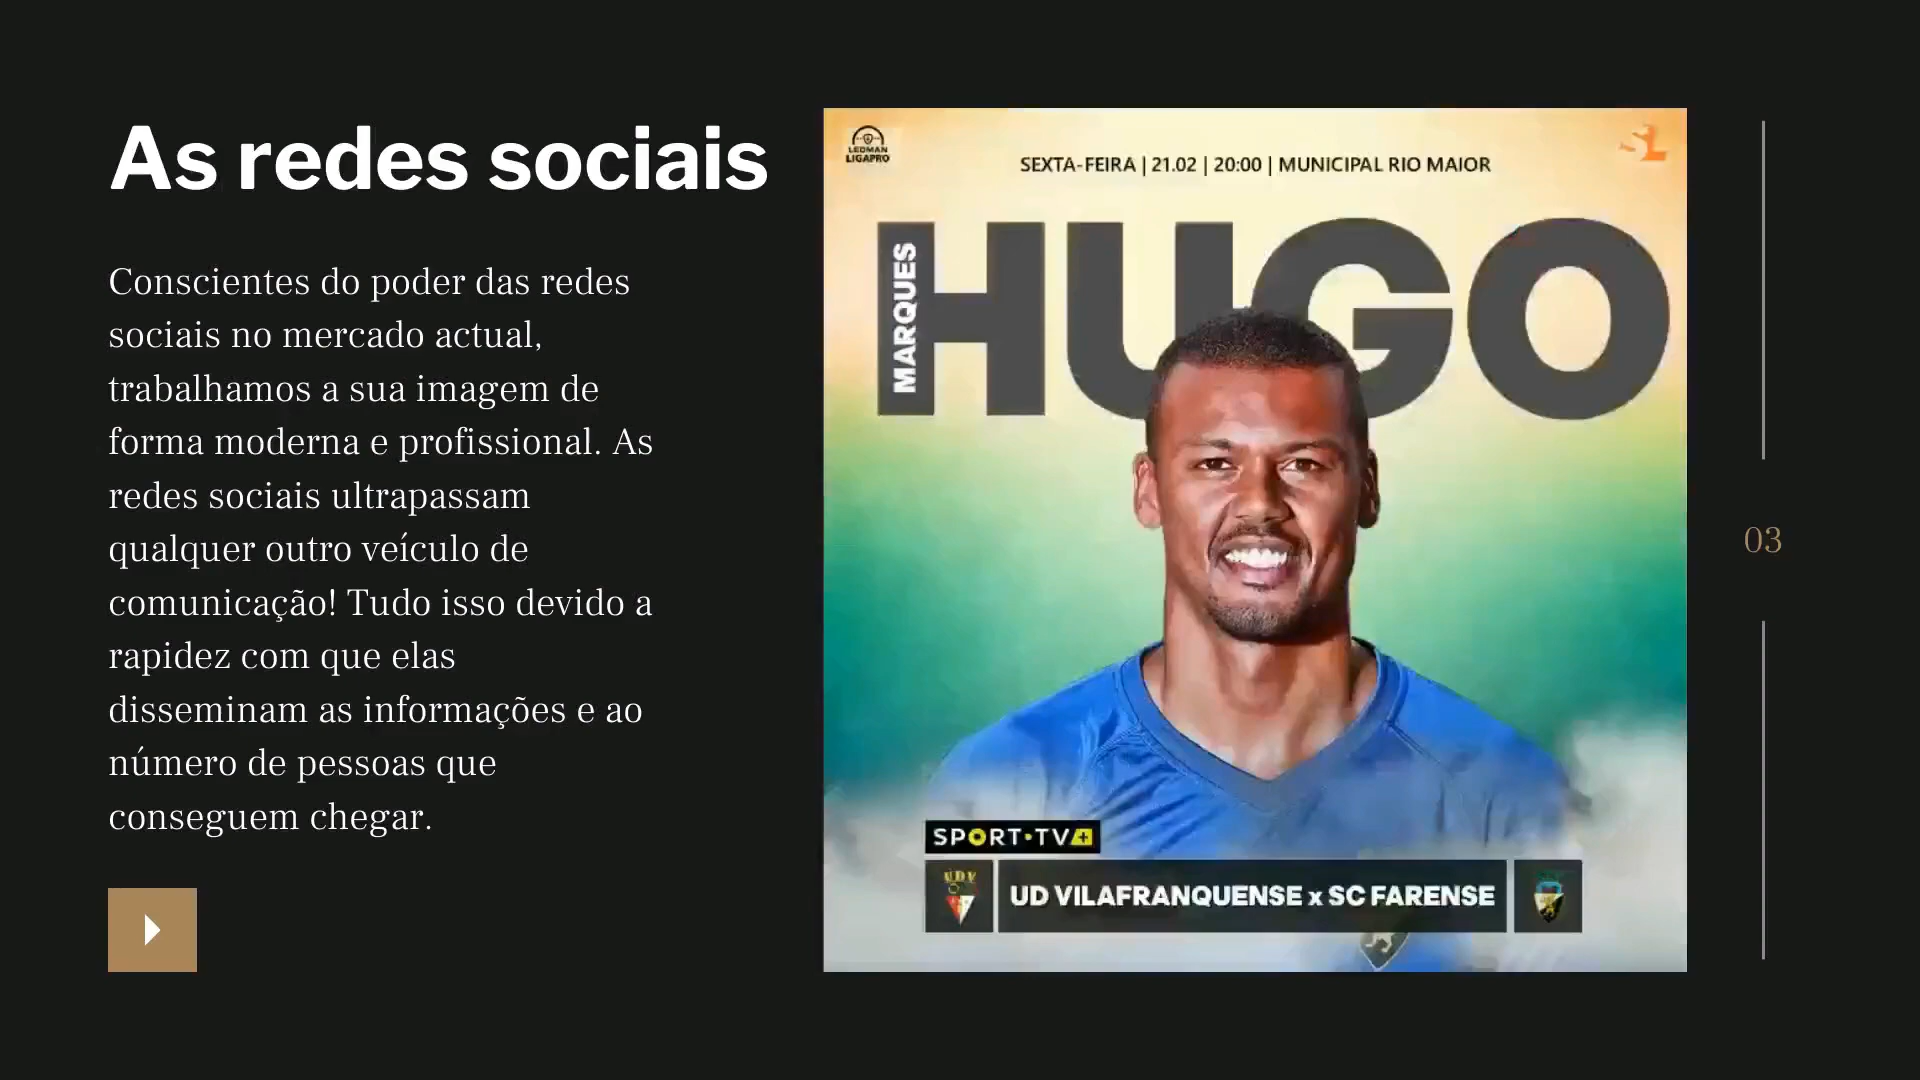 As redes sociais
Conscientes do poder das redes
sociais no mercado actual,
trabalhamos a sua imagem de
forma moderna e profissional. As
redes sociais ultrapassam
qualquer outro veículo de
comunicação! Tudo isso devido a
rapidez com que elas
disseminam as informações e ao
número de pessoas que
conseguem chegar.
LEDMAN
LIGAPRO
SL
SEXTA-FEIRA | 21.02 | 20:00 | MUNICIPAL RIO MAIOR
MARQUES
HUGO
SPORT•TV+
UDV
UD VILAFRANQUENSE x SC FARENSE
03